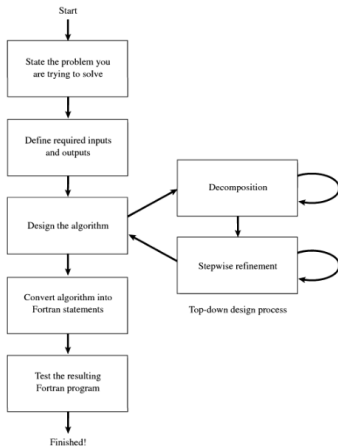 Start
State the problem you
are trying to solve
Define required inputs
and outputs
Design the algorithm
Decomposition
Stepwise refinement
Top-down design process
Convert algorithm into
Fortran statements
Test the resulting
Fortran program
Finished!